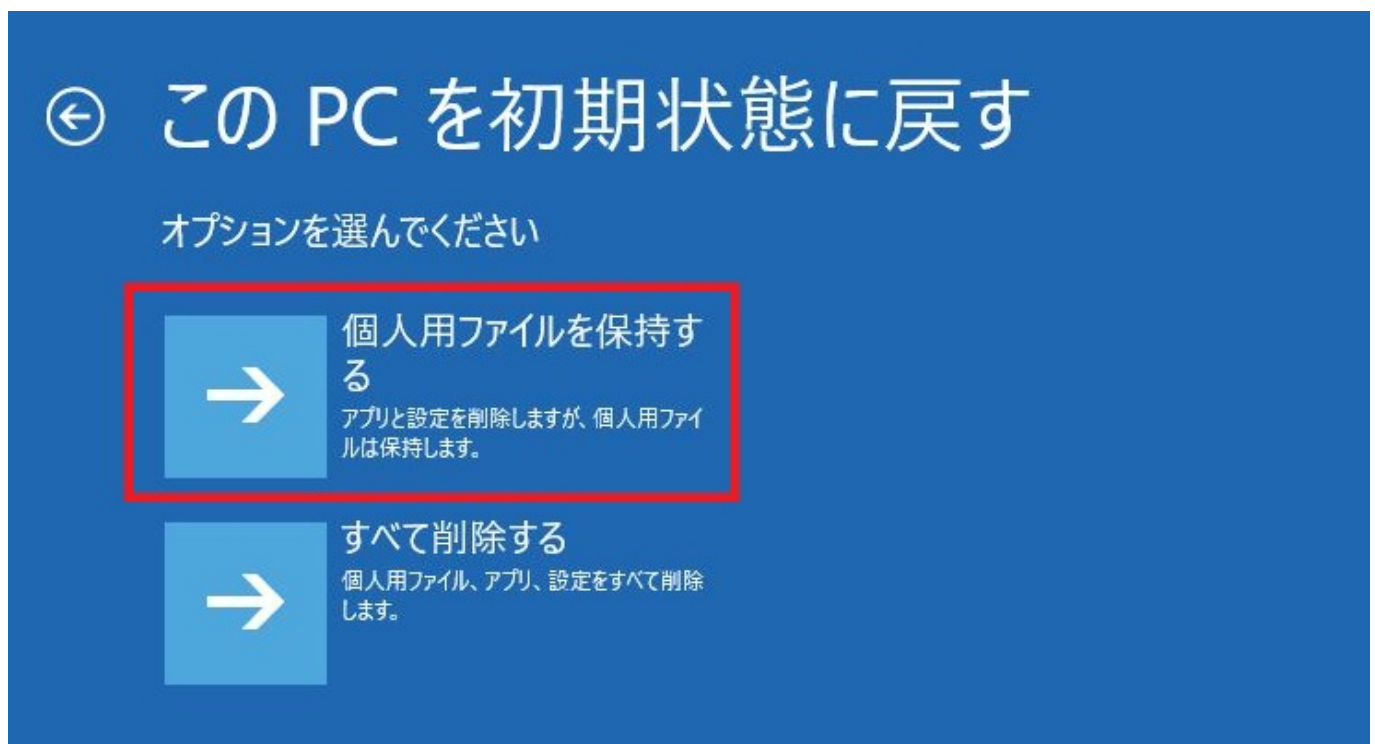 この PC を初期状態に戻す
オプションを選んでください
個人用ファイルを保持す
る
アプリと設定を削除しますが、個人用ファイ
ルは保持します。
すべて削除する
個人用ファイル、アプリ、設定をすべて削除
します。